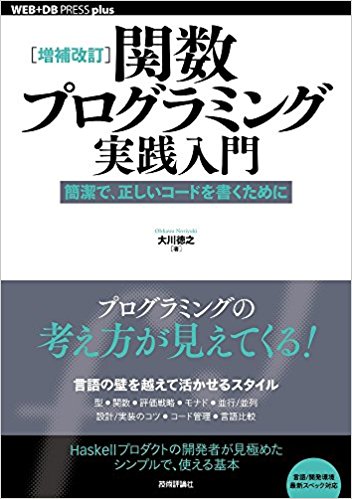 WEB+DB PRESS plus
[増補改訂]
関数
プログラミング
実践入門
簡潔で、正しいコードを書くために
Ohkawa Noriyuki
大川徳之
[著]
プログラミングの
考え方が見えてくる!
言語の壁を越えて活かせるスタイル
型●関数●評価戦略●モナド●並行/並列
設計/実装のコツ●コード管理●言語比較
Haskellプロダクトの開発者が見極めた
シンプルで、使える基本
技術評論社
言語/開発環境
最新スペック対応